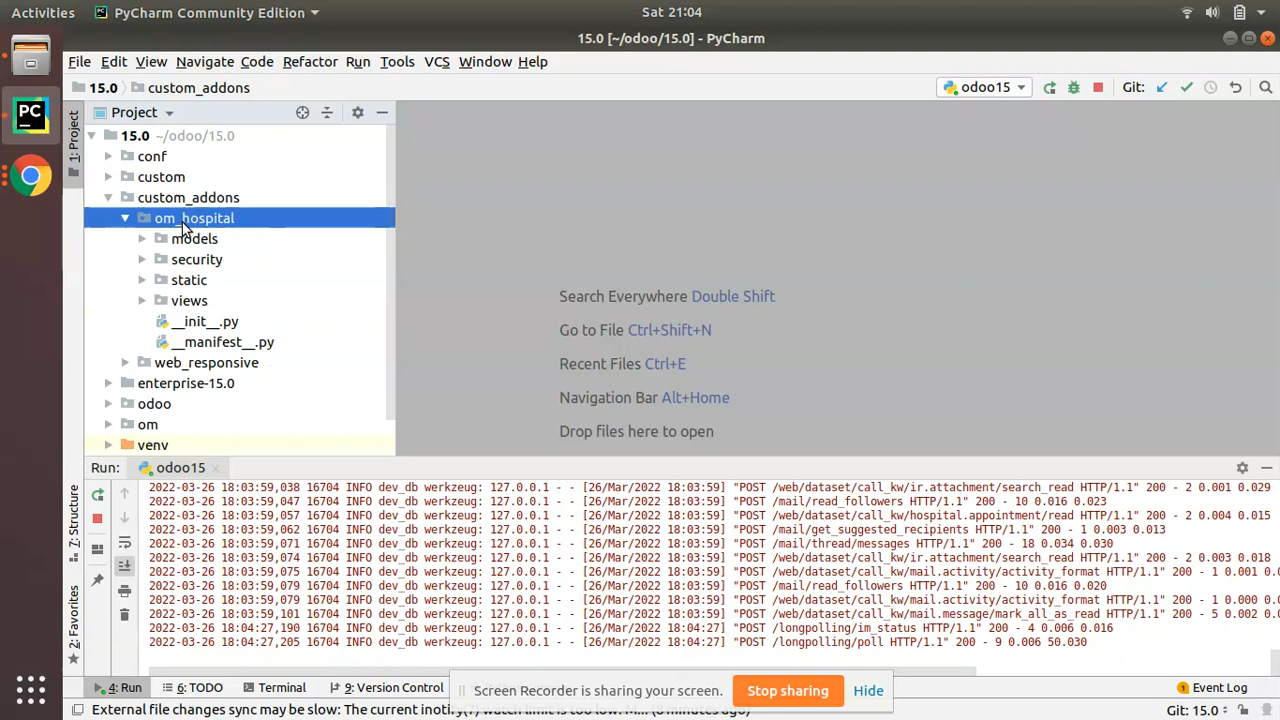 Activities
PyCharm Community Edition
Sat 21:04
15.0 [~/odoo/15.0] - PyCharm
File Edit View Navigate Code Refactor Run Tools VCS Window Help
15.0 custom_addons
odoo15
Git:
1: Project
Project
15.0 ~/odoo/15.0
conf
custom
custom_addons
om_hospital
models
security
static
views
__init__.py
__manifest__.py
web_responsive
enterprise-15.0
odoo
om
venv
Search Everywhere Double Shift
Go to File Ctrl+Shift+N
Recent Files Ctrl+E
Navigation Bar Alt+Home
Drop files here to open
Run: odoo15
7: Structure
2: Favorites
2022-03-26 18:03:59,038 16704 INFO dev_db werkzeug: 127.0.0.1 - - [26/Mar/2022 18:03:59] "POST /web/dataset/call_kw/ir.attachment/search_read HTTP/1.1" 200 - 2 0.001 0.029
2022-03-26 18:03:59,047 16704 INFO dev_db werkzeug: 127.0.0.1 - - [26/Mar/2022 18:03:59] "POST /mail/read_followers HTTP/1.1" 200 - 10 0.016 0.023
2022-03-26 18:03:59,057 16704 INFO dev_db werkzeug: 127.0.0.1 - - [26/Mar/2022 18:03:59] "POST /web/dataset/call_kw/hospital.appointment/read HTTP/1.1" 200 - 2 0.004 0.015
2022-03-26 18:03:59,062 16704 INFO dev_db werkzeug: 127.0.0.1 - - [26/Mar/2022 18:03:59] "POST /mail/get_suggested_recipients HTTP/1.1" 200 - 1 0.003 0.013
2022-03-26 18:03:59,071 16704 INFO dev_db werkzeug: 127.0.0.1 - - [26/Mar/2022 18:03:59] "POST /mail/thread/messages HTTP/1.1" 200 - 18 0.034 0.030
2022-03-26 18:03:59,074 16704 INFO dev_db werkzeug: 127.0.0.1 - - [26/Mar/2022 18:03:59] "POST /web/dataset/call_kw/ir.attachment/search_read HTTP/1.1" 200 - 2 0.003 0.018
2022-03-26 18:03:59,075 16704 INFO dev_db werkzeug: 127.0.0.1 - - [26/Mar/2022 18:03:59] "POST /web/dataset/call_kw/mail.activity/activity_format HTTP/1.1" 200 - 1 0.001 0.0
2022-03-26 18:03:59,079 16704 INFO dev_db werkzeug: 127.0.0.1 - - [26/Mar/2022 18:03:59] "POST /mail/read_followers HTTP/1.1" 200 - 10 0.016 0.020
2022-03-26 18:03:59,079 16704 INFO dev_db werkzeug: 127.0.0.1 - - [26/Mar/2022 18:03:59] "POST /web/dataset/call_kw/mail.activity/activity_format HTTP/1.1" 200 - 1 0.000 0.0
2022-03-26 18:03:59,101 16704 INFO dev_db werkzeug: 127.0.0.1 - - [26/Mar/2022 18:03:59] "POST /web/dataset/call_kw/mail.message/mark_all_as_read HTTP/1.1" 200 - 5 0.002 0
2022-03-26 18:04:27,190 16704 INFO dev_db werkzeug: 127.0.0.1 - - [26/Mar/2022 18:04:27] "POST /longpolling/im_status HTTP/1.1" 200 - 4 0.006 0.016
2022-03-26 18:04:27,205 16704 INFO dev_db werkzeug: 127.0.0.1 - - [26/Mar/2022 18:04:27] "POST /longpolling/poll HTTP/1.1" 200 - 9 0.006 50.030
4: Run 6: TODO Terminal 9: Version Control
Screen Recorder is sharing your screen. Stop sharing Hide
1 Event Log
External file changes sync may be slow: The current inotify(7) watch limit is too low. M... (8 minutes ago)
Git: 15.0